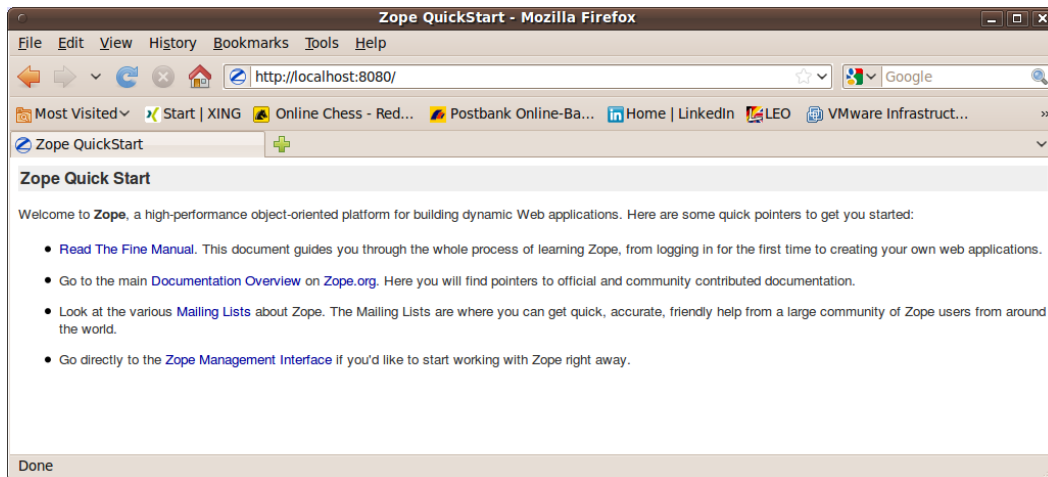 Zope QuickStart - Mozilla Firefox
File Edit View History Bookmarks Tools Help
http://localhost:8080/ Google
Most Visited Start | XING Online Chess - Red... Postbank Online-Ba... Home | LinkedIn LEO VMware Infrastruct... »
Zope QuickStart
Zope Quick Start
Welcome to Zope, a high-performance object-oriented platform for building dynamic Web applications. Here are some quick pointers to get you started:
• Read The Fine Manual. This document guides you through the whole process of learning Zope, from logging in for the first time to creating your own web applications.
• Go to the main Documentation Overview on Zope.org. Here you will find pointers to official and community contributed documentation.
• Look at the various Mailing Lists about Zope. The Mailing Lists are where you can get quick, accurate, friendly help from a large community of Zope users from around
the world.
• Go directly to the Zope Management Interface if you'd like to start working with Zope right away.
Done